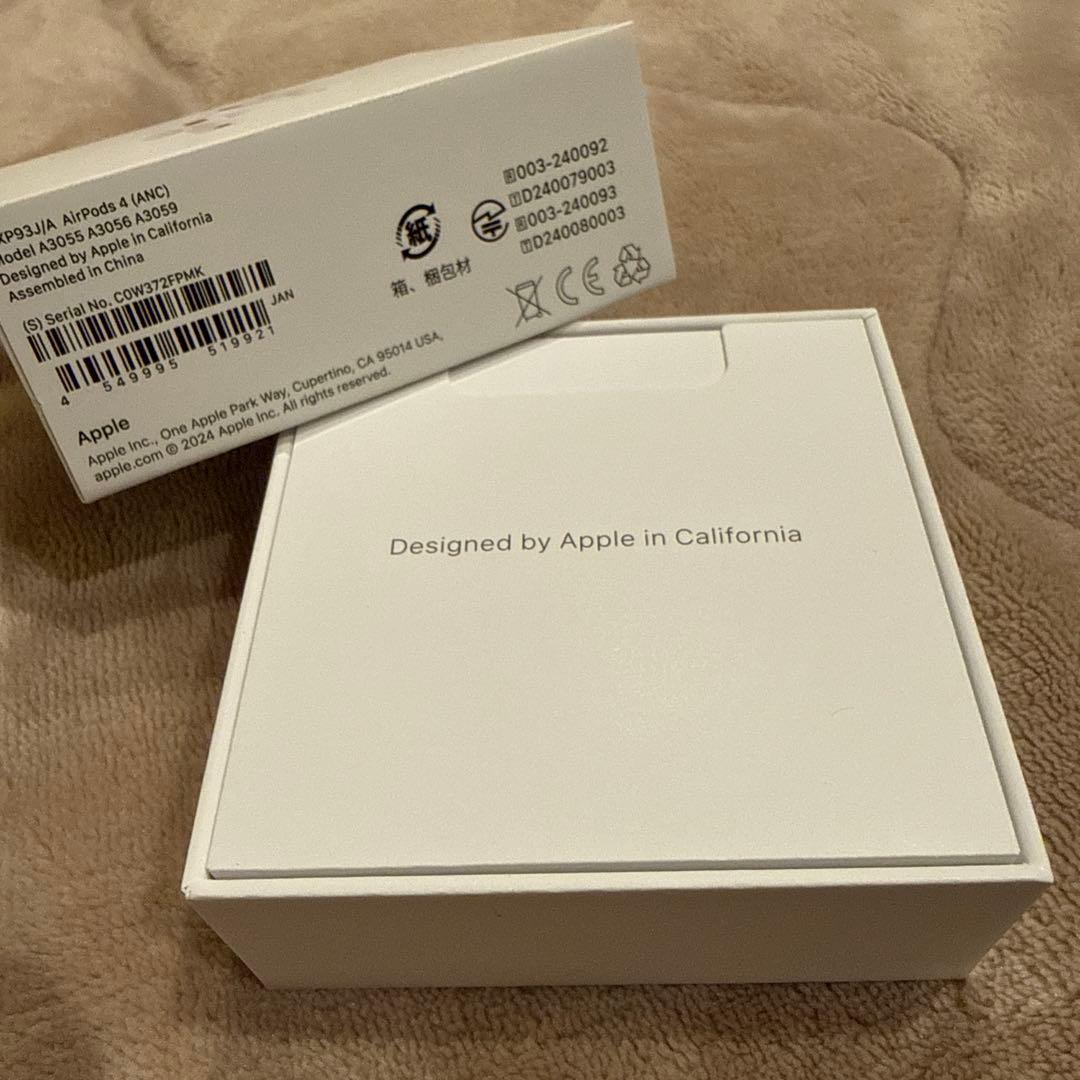 XP93J/A AirPods 4 (ANC)
Model A3055 A3056 A3059
Designed by Apple in California
Assembled in China
(S) Serial No. C0W372FPMK
JAN
4 549995 519921
Apple
Apple Inc., One Apple Park Way, Cupertino, CA 95014 USA,
apple.com © 2024 Apple Inc. All rights reserved.
紙
箱、梱包材
R 003-240092
T D240079003
R 003-240093
T D240080003
CE
Designed by Apple in California